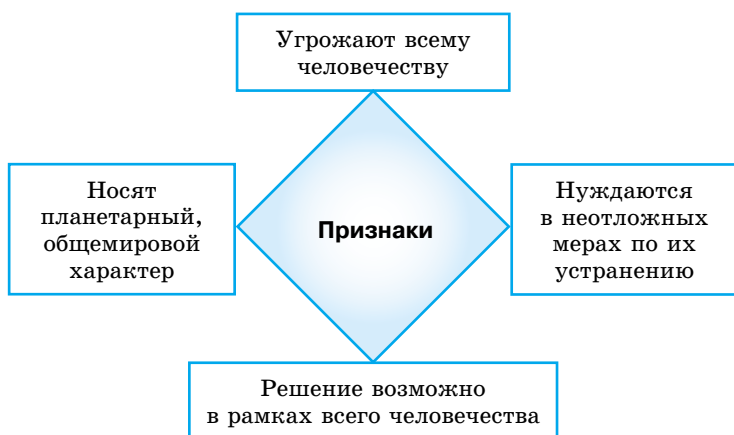 Угрожают всему
человечеству
Носят
планетарный,
общемировой
характер
Признаки
Нуждаются
в неотложных
мерах по их
устранению
Решение возможно
в рамках всего человечества